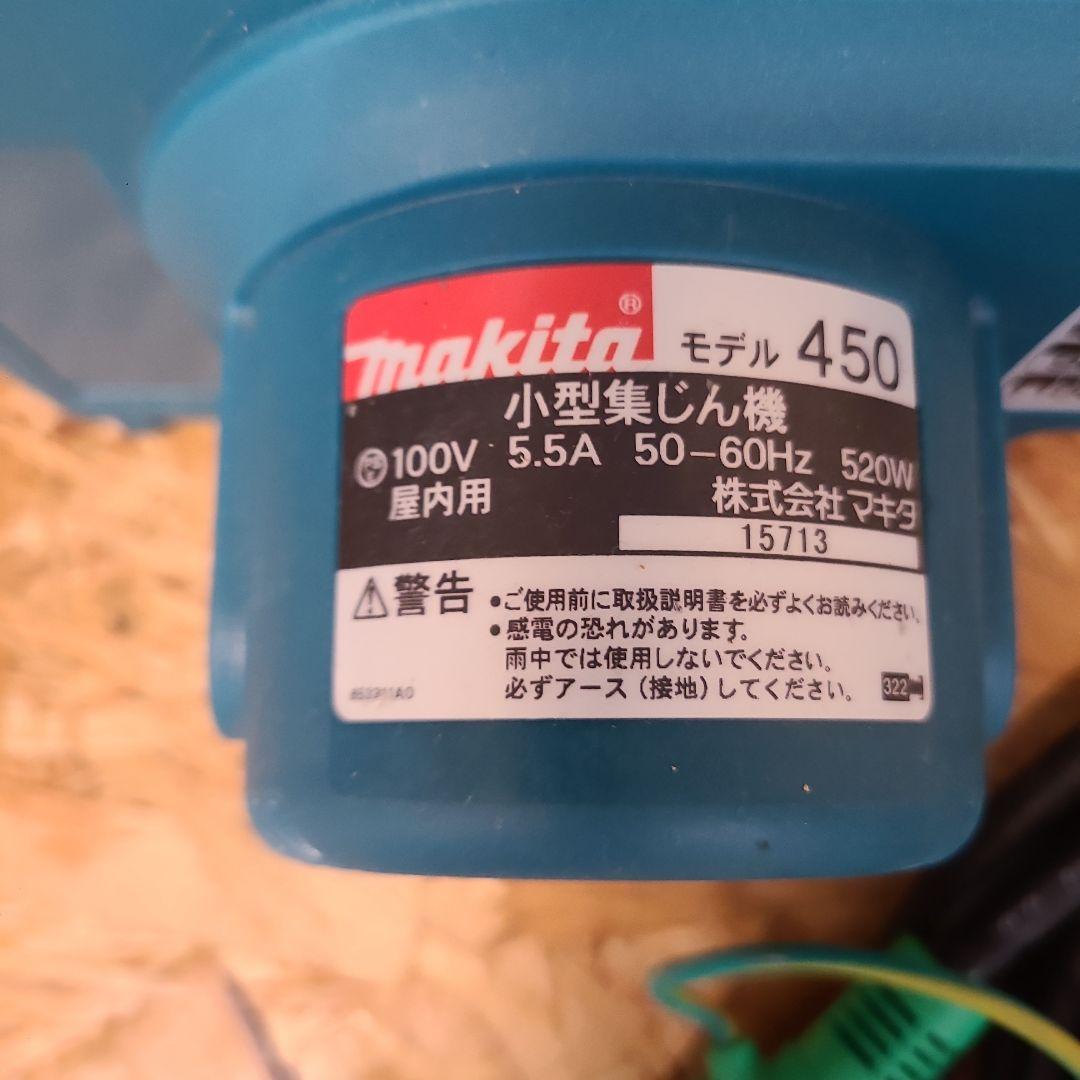 makita® モデル 450
小型集じん機
100V 5.5A 50-60Hz 520W
屋内用 株式会社マキタ
15713
警告 •ご使用前に取扱説明書を必ずよくお読みください。
•感電の恐れがあります。
雨中では使用しないでください。
必ずアース(接地)してください。
322